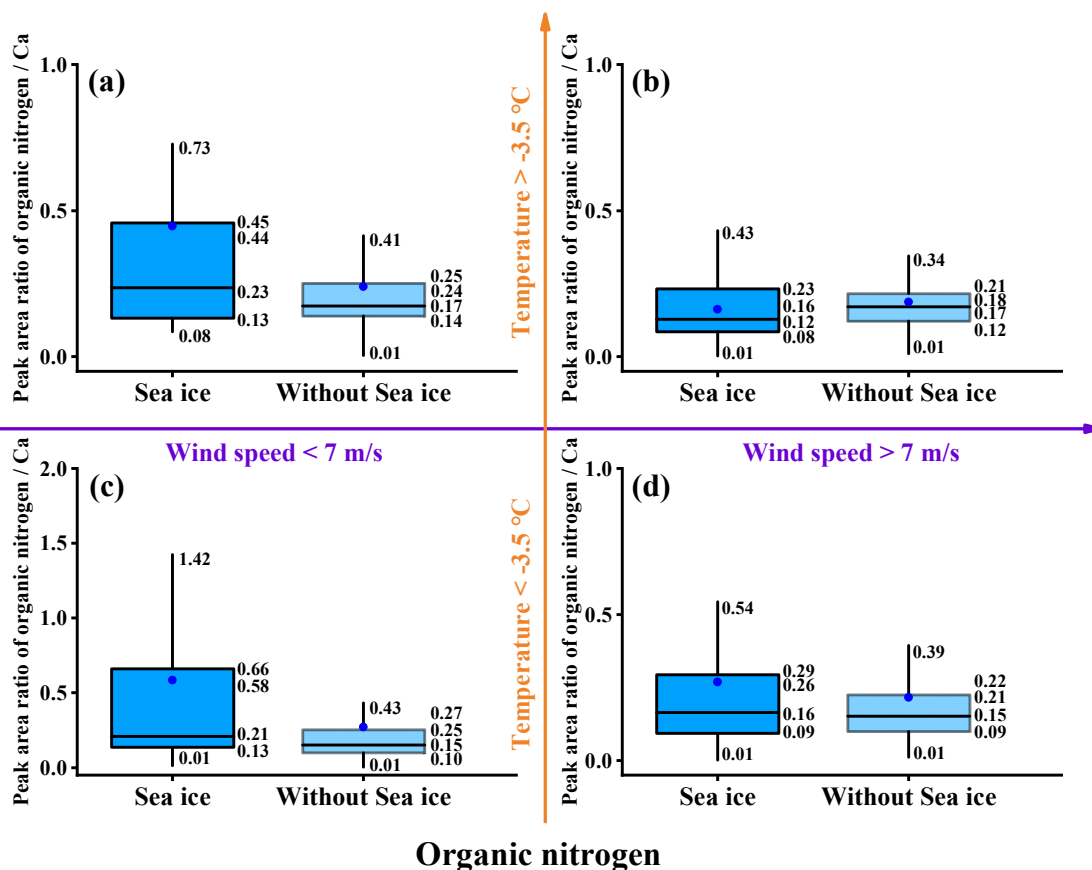 Peak area ratio of organic nitrogen / Ca
1.0
0.5
0.0
(a)
0.73
0.45
0.44
0.23
0.13
0.08
0.41
0.25
0.24
0.17
0.14
0.01
Sea ice
Without Sea ice
Temperature > -3.5 °C
Peak area ratio of organic nitrogen / Ca
1.0
0.5
0.0
(b)
0.43
0.23
0.16
0.12
0.08
0.01
0.34
0.21
0.18
0.17
0.12
0.01
Sea ice
Without Sea ice
Wind speed < 7 m/s
Wind speed > 7 m/s
Peak area ratio of organic nitrogen / Ca
2.0
1.5
1.0
0.5
0.0
(c)
1.42
0.66
0.58
0.21
0.13
0.01
0.43
0.27
0.25
0.15
0.10
0.01
Sea ice
Without Sea ice
Temperature < -3.5 °C
Peak area ratio of organic nitrogen / Ca
1.0
0.5
0.0
(d)
0.54
0.29
0.26
0.16
0.09
0.01
0.39
0.22
0.21
0.15
0.09
0.01
Sea ice
Without Sea ice
Organic nitrogen